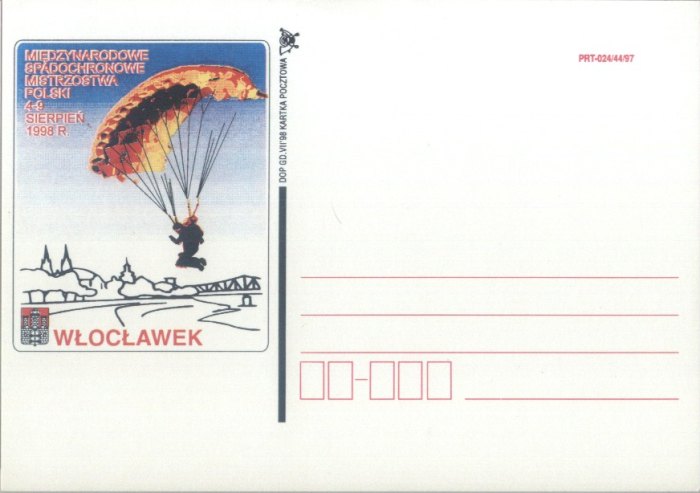 MIĘDZYNARODOWE
SPADOCHRONOWE
MISTRZOSTWA
POLSKI
4-9
SIERPIEŃ
1998 R.
WŁOCŁAWEK
DOP GD.VII'98 KARTKA POCZTOWA
PRT-024/44/97